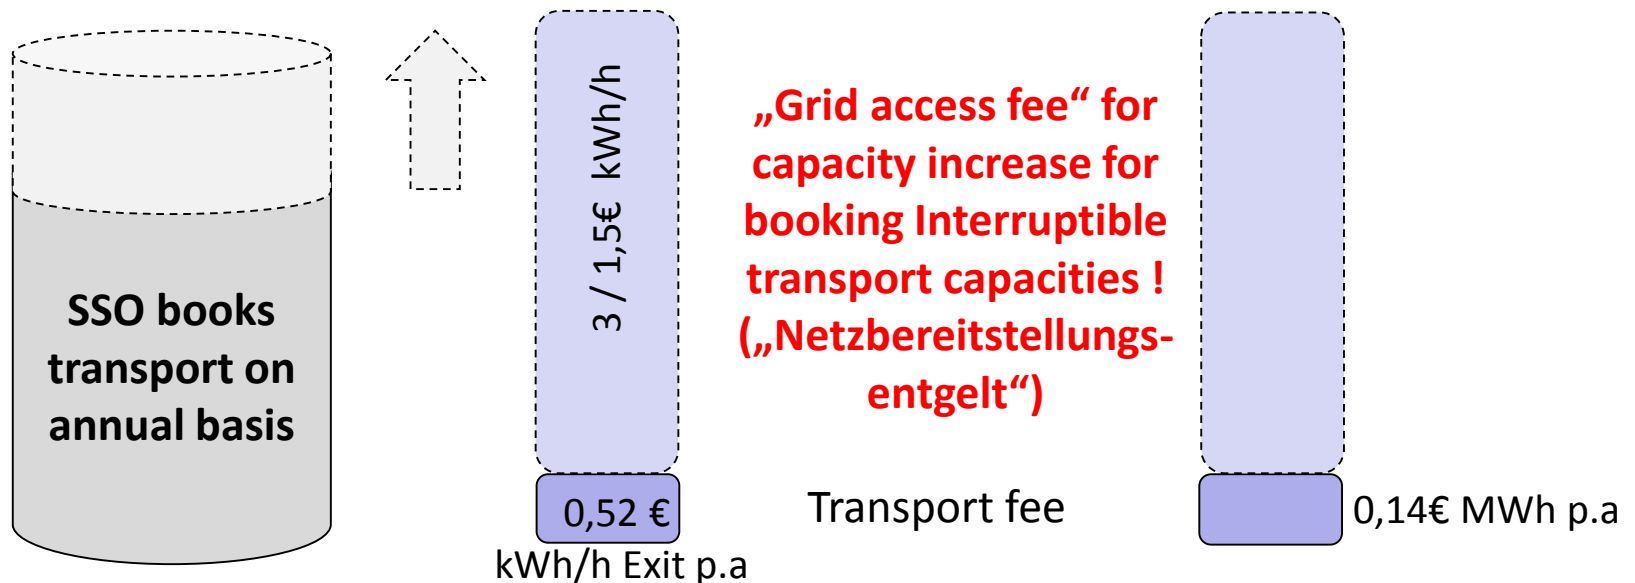 SSO books
transport on
annual basis
3 / 1,5€ kWh/h
„Grid access fee“ for
capacity increase for
booking Interruptible
transport capacities !
(„Netzbereitstellungs-
entgelt“)
0,52 €
kWh/h Exit p.a
Transport fee
0,14€ MWh p.a